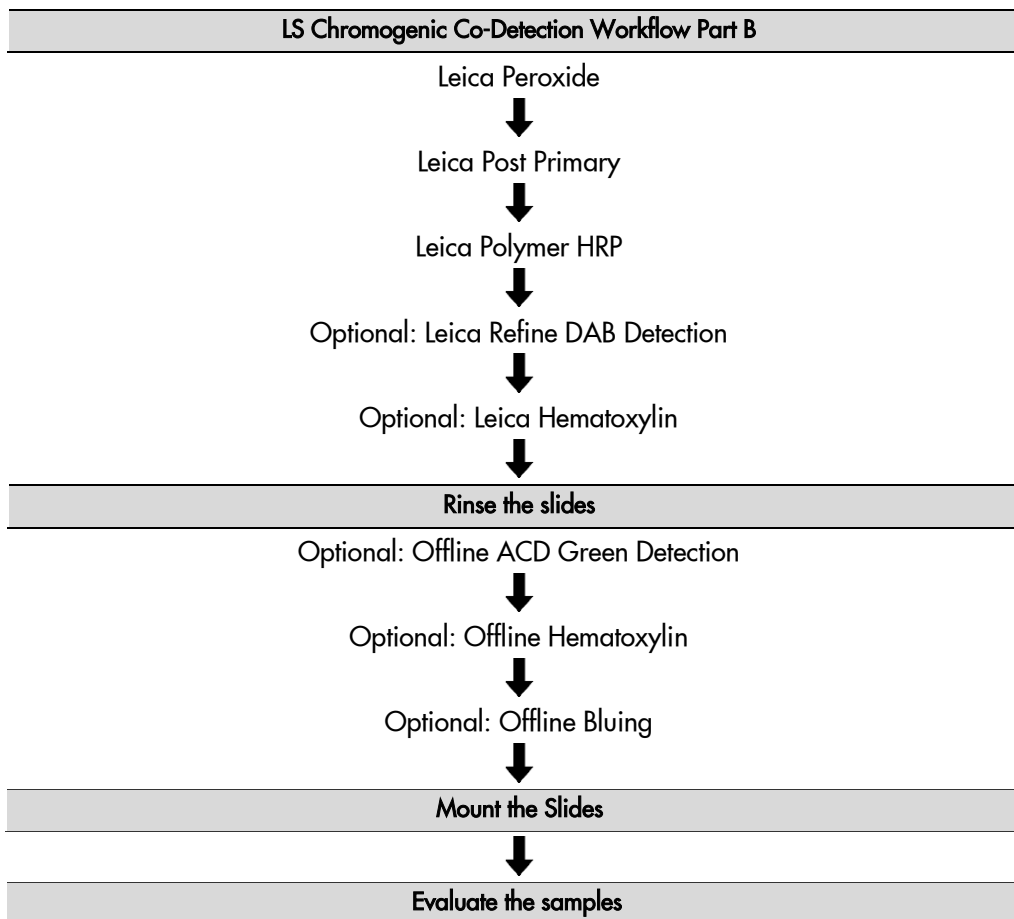 LS Chromogenic Co-Detection Workflow Part B
Leica Peroxide
Leica Post Primary
Leica Polymer HRP
Optional: Leica Refine DAB Detection
Optional: Leica Hematoxylin
Rinse the slides
Optional: Offline ACD Green Detection
Optional: Offline Hematoxylin
Optional: Offline Bluing
Mount the Slides
Evaluate the samples